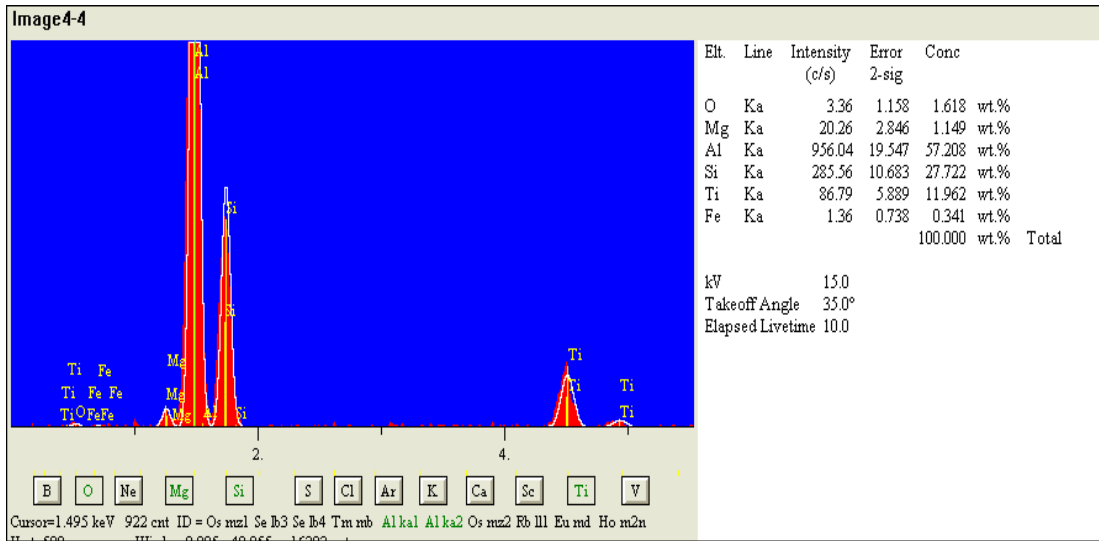 Image4-4
Elt. Line Intensity Error Conc
(c/s) 2-sig
O Ka 3.36 1.158 1.618 wt.%
Mg Ka 20.26 2.846 1.149 wt.%
Al Ka 956.04 19.547 57.208 wt.%
Si Ka 285.56 10.683 27.722 wt.%
Ti Ka 86.79 5.889 11.962 wt.%
Fe Ka 1.36 0.738 0.341 wt.%
100.000 wt.% Total
kV 15.0
Takeoff Angle 35.0°
Elapsed Livetime 10.0
Al
Al
Si
Si
Ti Fe Mg Ti
Ti Fe Fe Mg Ti Ti
Ti O Fe Fe Mg Al Si Ti
2. 4.
B O Ne Mg Si S Cl Ar K Ca Sc Ti V
Cursor=1.495 keV 922 cnt ID = Os mz1 Se lb3 Se lb4 Tm mb Al ka1 Al ka2 Os mz2 Rb ll1 Eu md Ho m2n